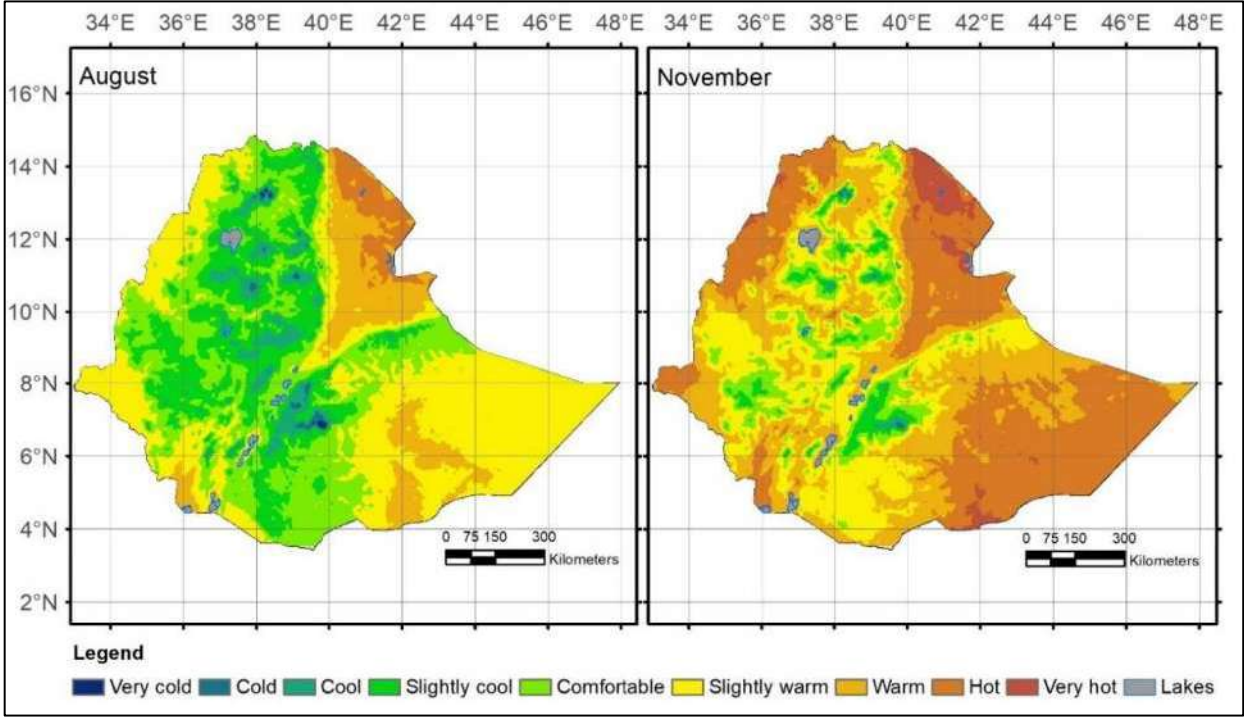 34°E 36°E 38°E 40°E 42°E 44°E 46°E 48°E 34°E 36°E 38°E 40°E 42°E 44°E 46°E 48°E
August
November
16°N
14°N
12°N
10°N
8°N
6°N
4°N
2°N
0 75 150 300
Kilometers
0 75 150 300
Kilometers
Legend
Very cold Cold Cool Slightly cool Comfortable Slightly warm Warm Hot Very hot Lakes